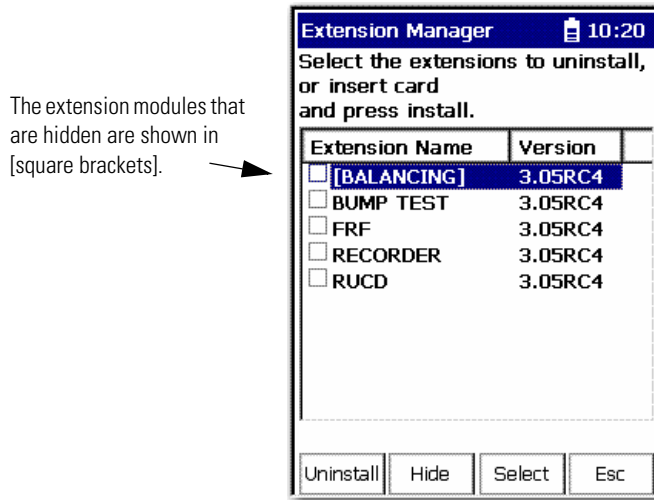 Extension Manager 10:20
Select the extensions to uninstall,
or insert card
and press install.
The extension modules that
are hidden are shown in
[square brackets].
Extension Name Version
[BALANCING] 3.05RC4
BUMP TEST 3.05RC4
FRF 3.05RC4
RECORDER 3.05RC4
RUCD 3.05RC4
Uninstall Hide Select Esc